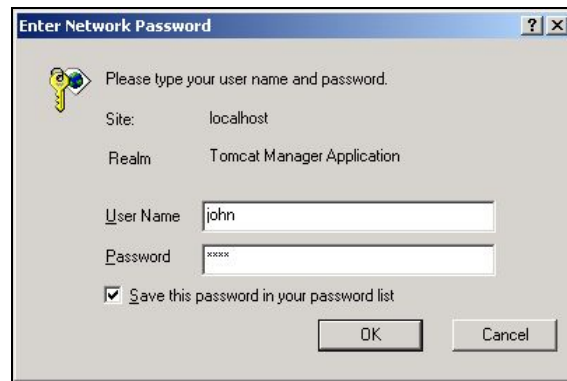 Enter Network Password
Please type your user name and password.
Site: localhost
Realm Tomcat Manager Application
User Name john
Password ****
Save this password in your password list
OK Cancel